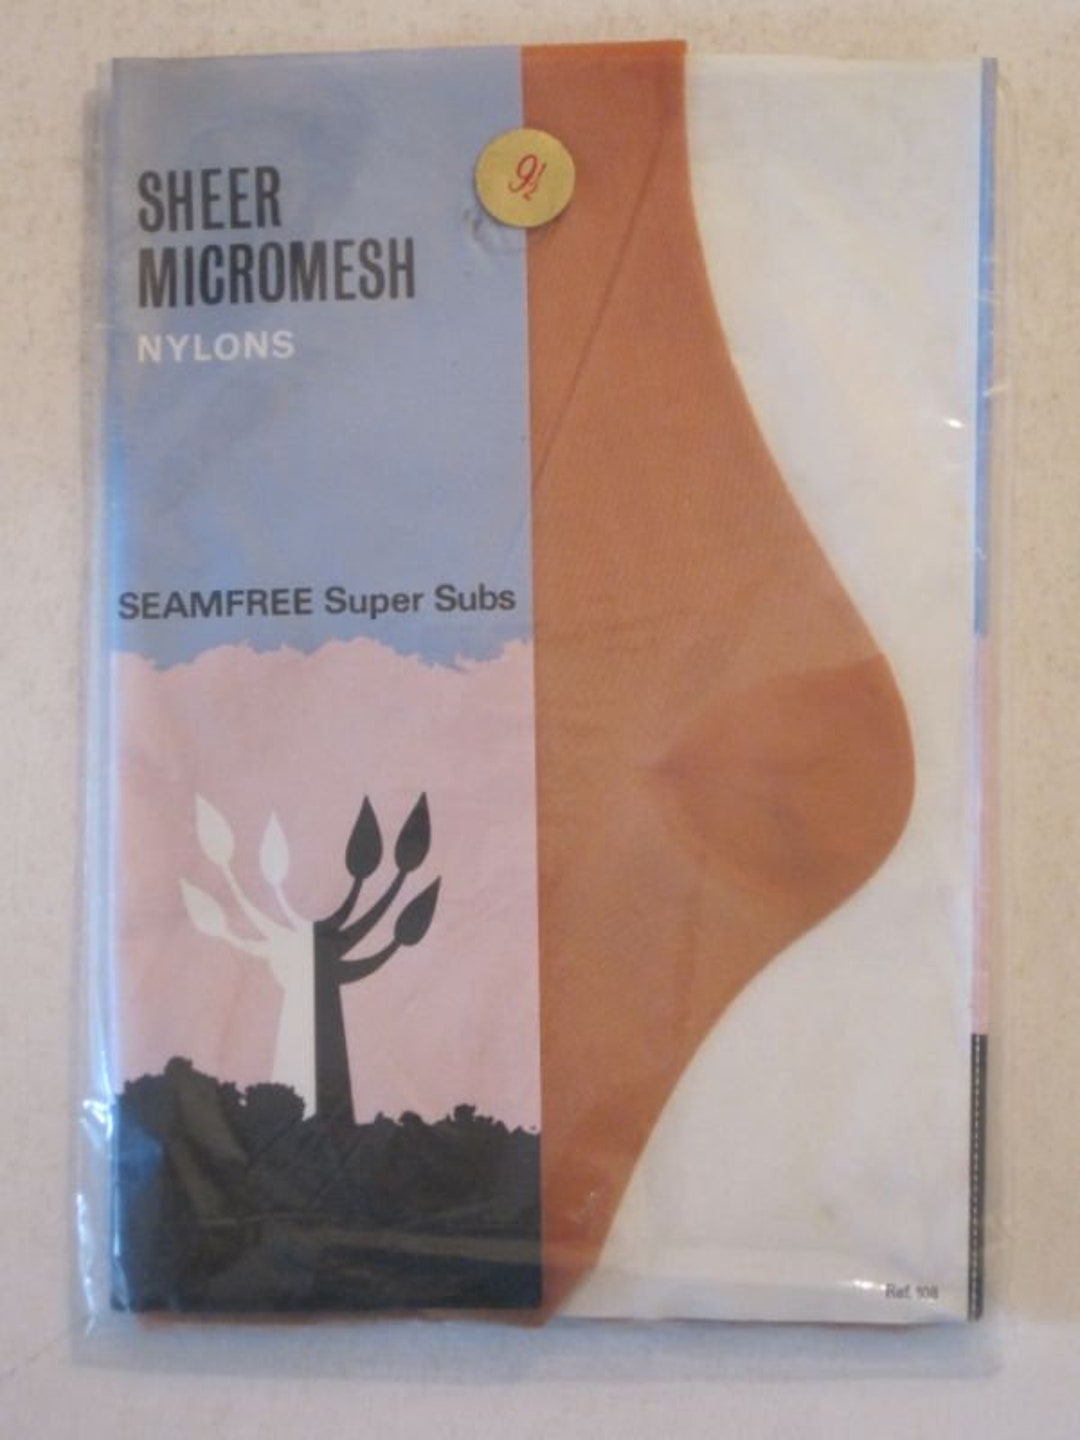 SHEER
MICROMESH
NYLONS
9½
SEAMFREE Super Subs
Ref. 108